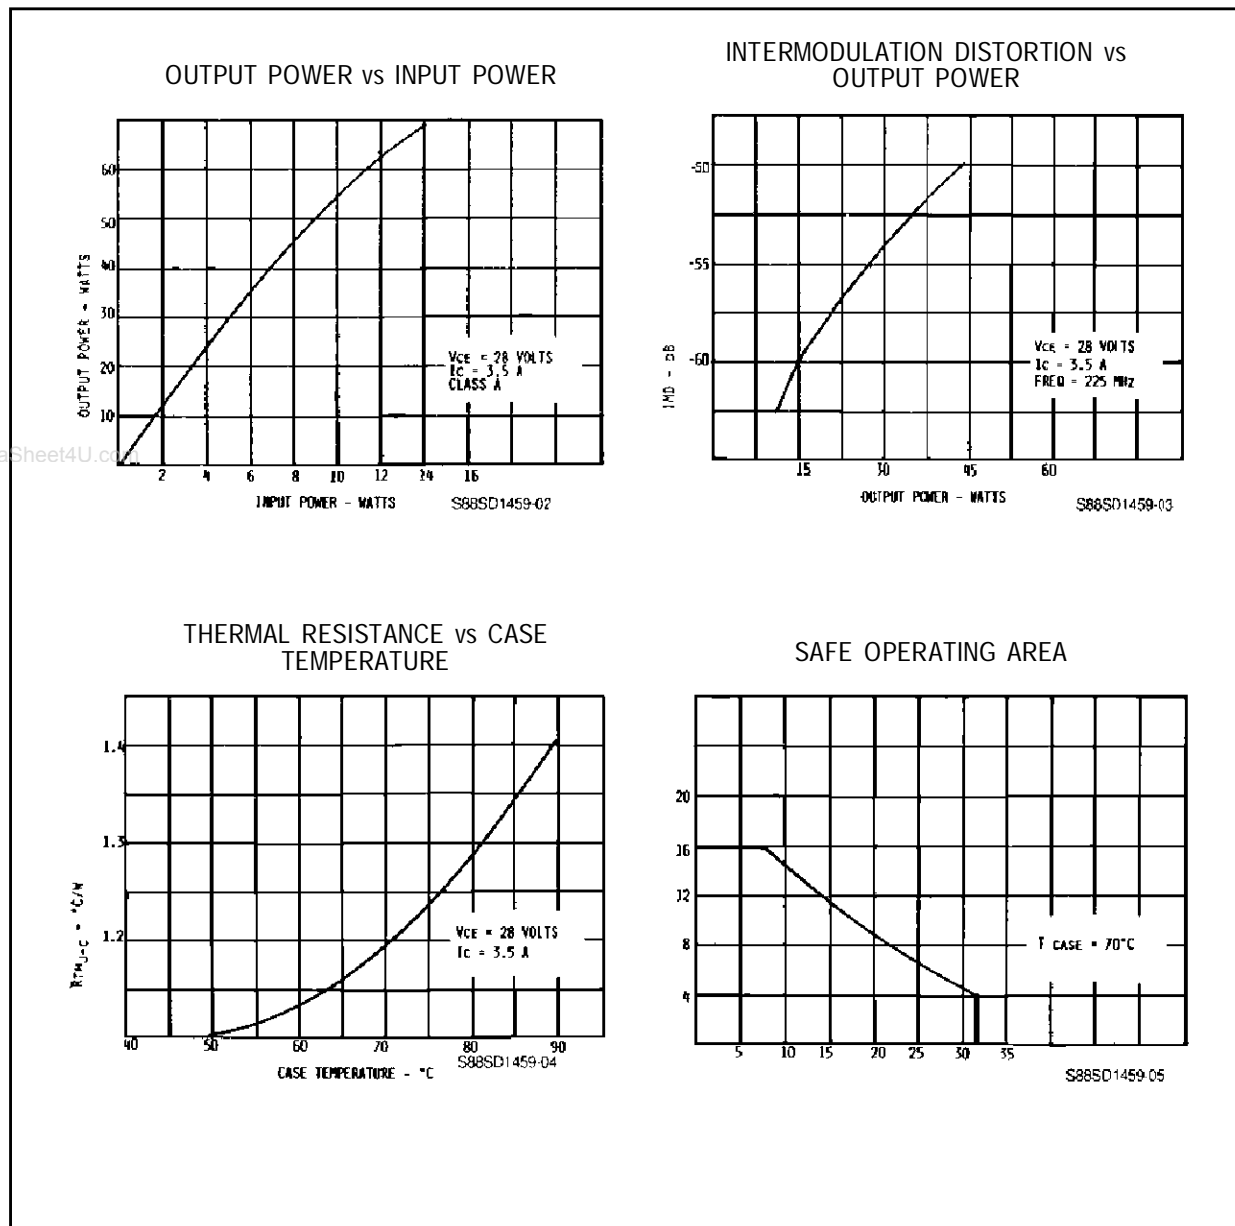 OUTPUT POWER vs INPUT POWER
60
50
40
30
20
10
OUTPUT POWER - WATTS
VCE = 28 VOLTS
IC = 3.5 A
CLASS A
2 4 6 8 10 12 14 16
INPUT POWER - WATTS
S88SD1459-02
INTERMODULATION DISTORTION vs
OUTPUT POWER
-50
-55
-60
IMD - DB
VCE = 28 VOLTS
IC = 3.5 A
FREQ = 225 MHz
15 30 45 60
OUTPUT POWER - WATTS
S88SD1459-03
aSheet4U.com
THERMAL RESISTANCE vs CASE
TEMPERATURE
1.4
1.3
1.2
RTHJ-C - °C/W
VCE = 28 VOLTS
IC = 3.5 A
40 50 60 70 80 90
CASE TEMPERATURE - °C
S88SD1459-04
SAFE OPERATING AREA
20
16
12
8
4
T CASE = 70°C
5 10 15 20 25 30 35
S88SD1459-05